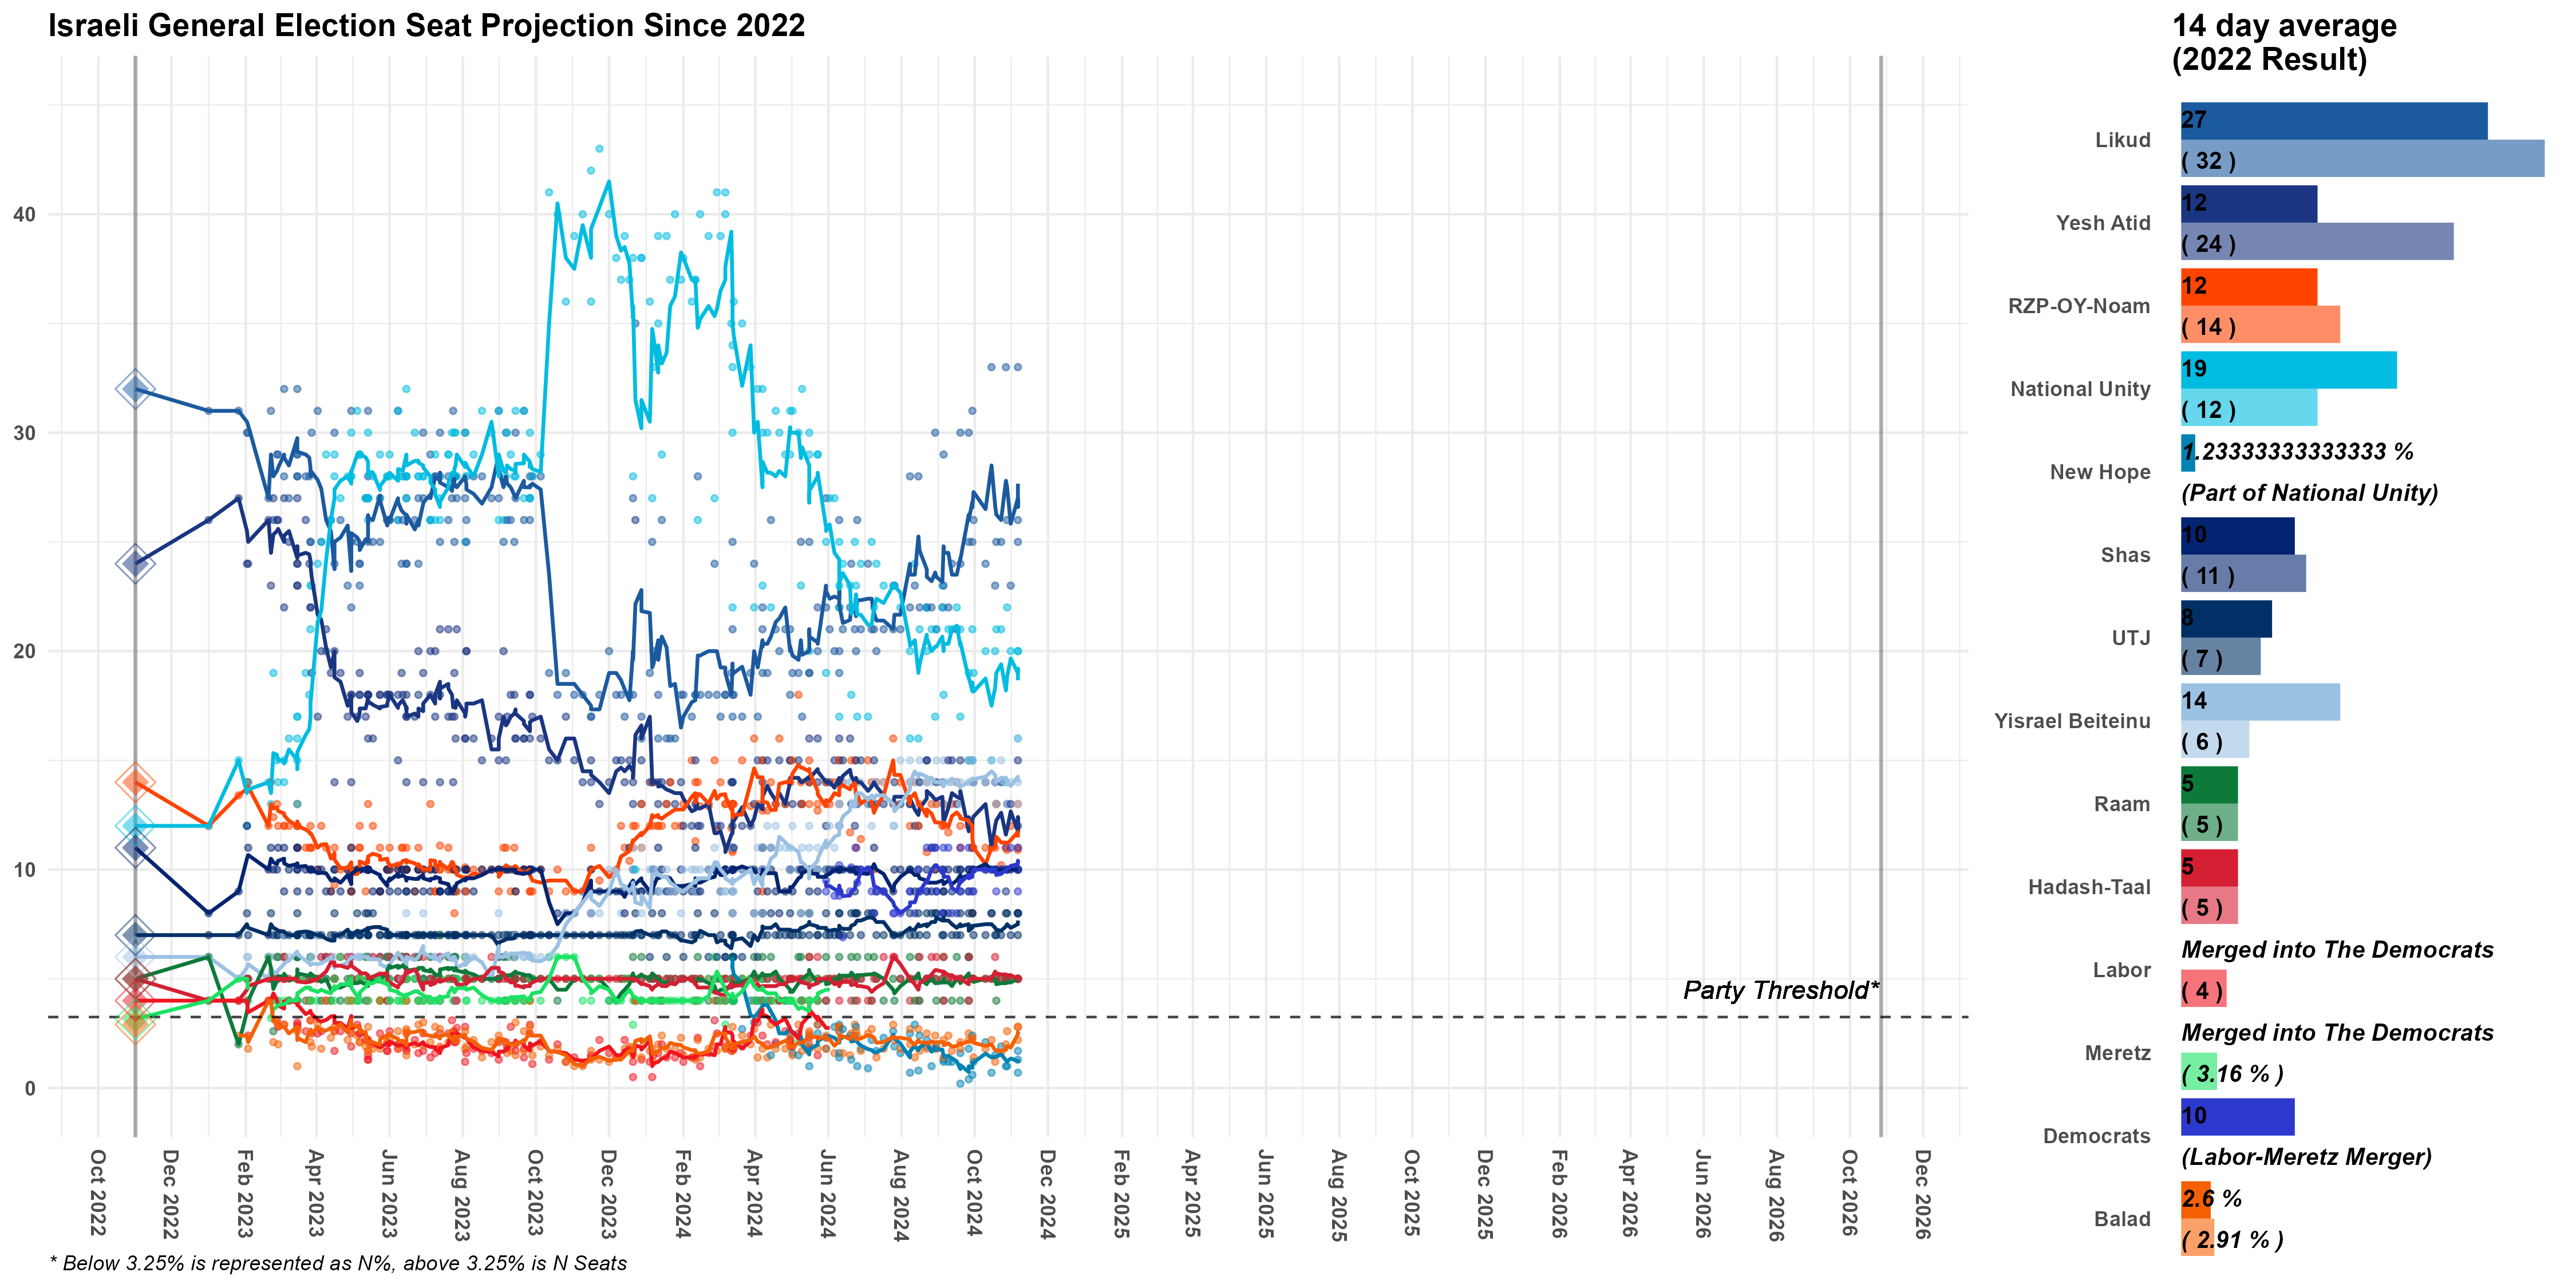 Israeli General Election Seat Projection Since 2022
14 day average
(2022 Result)
40
30
20
10
0
Party Threshold*
Oct 2022
Dec 2022
Feb 2023
Apr 2023
Jun 2023
Aug 2023
Oct 2023
Dec 2023
Feb 2024
Apr 2024
Jun 2024
Aug 2024
Oct 2024
Dec 2024
Feb 2025
Apr 2025
Jun 2025
Aug 2025
Oct 2025
Dec 2025
Feb 2026
Apr 2026
Jun 2026
Aug 2026
Oct 2026
Dec 2026
* Below 3.25% is represented as N%, above 3.25% is N Seats
Likud
27
( 32 )
Yesh Atid
12
( 24 )
RZP-OY-Noam
12
( 14 )
National Unity
19
( 12 )
New Hope
1.23333333333333 %
(Part of National Unity)
Shas
10
( 11 )
UTJ
8
( 7 )
Yisrael Beiteinu
14
( 6 )
Raam
5
( 5 )
Hadash-Taal
5
( 5 )
Labor
Merged into The Democrats
( 4 )
Meretz
Merged into The Democrats
( 3.16 % )
Democrats
10
(Labor-Meretz Merger)
Balad
2.6 %
( 2.91 % )